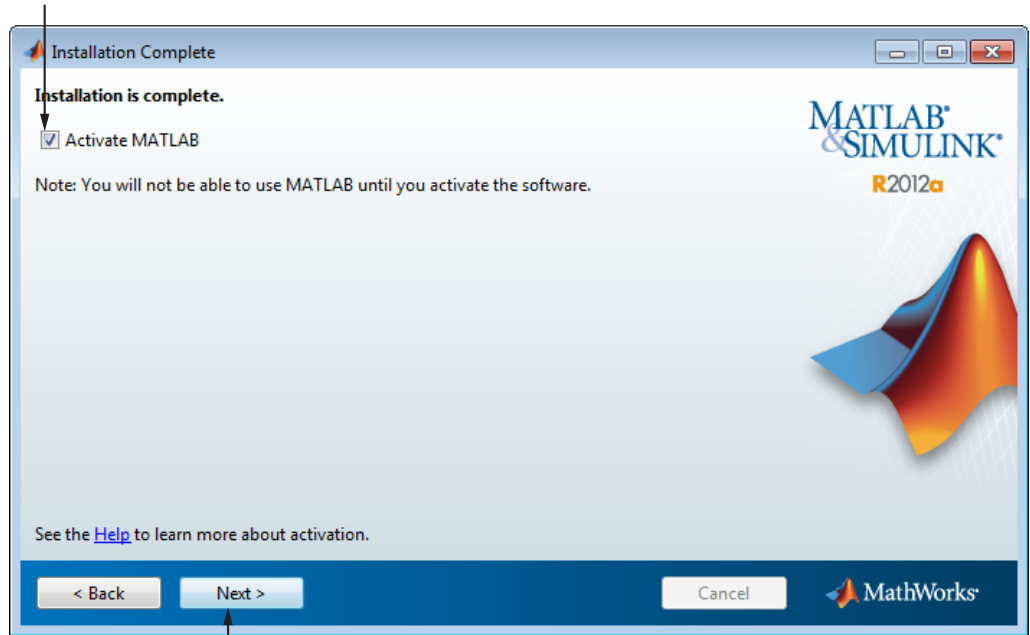 Installation Complete
Installation is complete.
Activate MATLAB
Note: You will not be able to use MATLAB until you activate the software.
MATLAB®
&SIMULINK®
R2012a
See the Help to learn more about activation.
< Back
Next >
Cancel
MathWorks®